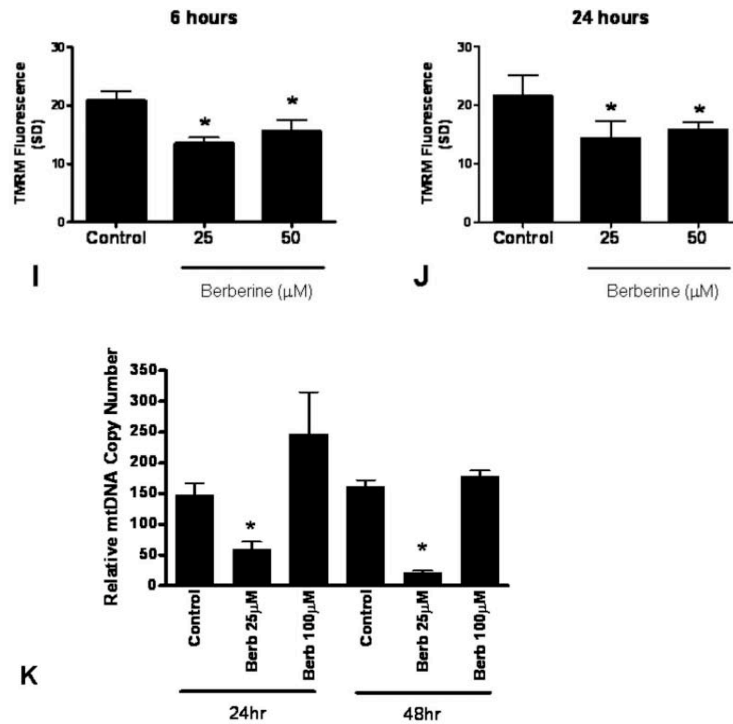 6 hours
30
20
10
0
TMRM Fluorescence
(SD)
Control 25 50
Berberine (μM)
I
24 hours
30
20
10
0
TMRM Fluorescence
(SD)
Control 25 50
Berberine (μM)
J
* *
* *
Relative mtDNA Copy Number
350
300
250
200
150
100
50
0
* *
Control
Berb 25μM
Berb 100μM
Control
Berb 25μM
Berb 100μM
24hr 48hr
K